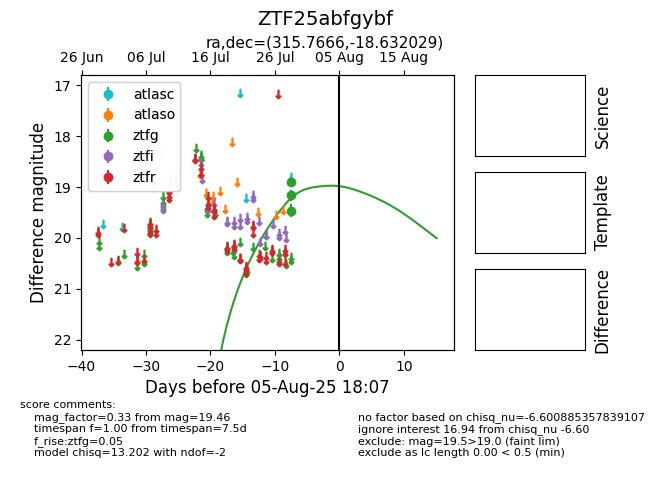 ZTF25abfgybf
ra,dec=(315.7666,-18.632029)
26 Jun 06 Jul 16 Jul 26 Jul 05 Aug 15 Aug
17
18
19
20
21
22
Difference magnitude
atlasc
atlaso
ztfg
ztfi
ztfr
−40 −30 −20 −10 0 10
Days before 05-Aug-25 18:07
Science
Template
Difference
score comments:
mag_factor=0.33 from mag=19.46
timespan f=1.00 from timespan=7.5d
f_rise:ztfg=0.05
model chisq=13.202 with ndof=-2
no factor based on chisq_nu=-6.600885357839107
ignore interest 16.94 from chisq_nu -6.60
exclude: mag=19.5>19.0 (faint lim)
exclude as lc length 0.00 < 0.5 (min)